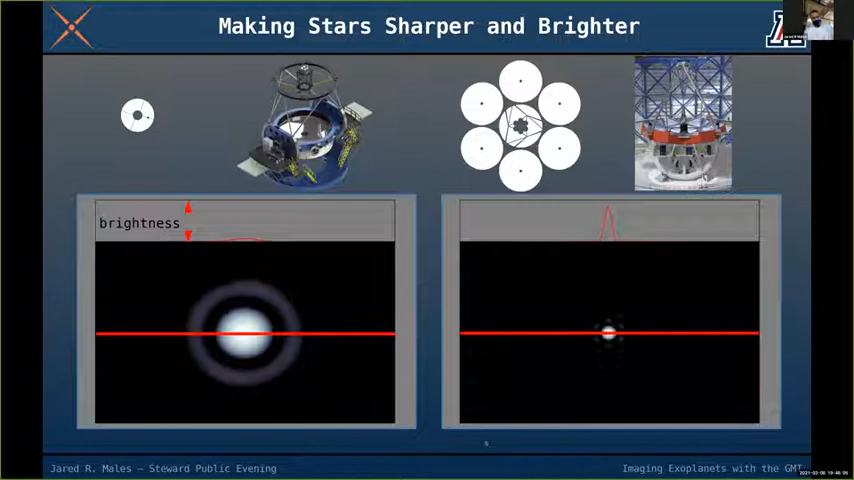 Making Stars Sharper and Brighter
brightness
Jared R. Males – Steward Public Evening
Imaging Exoplanets with the GMT